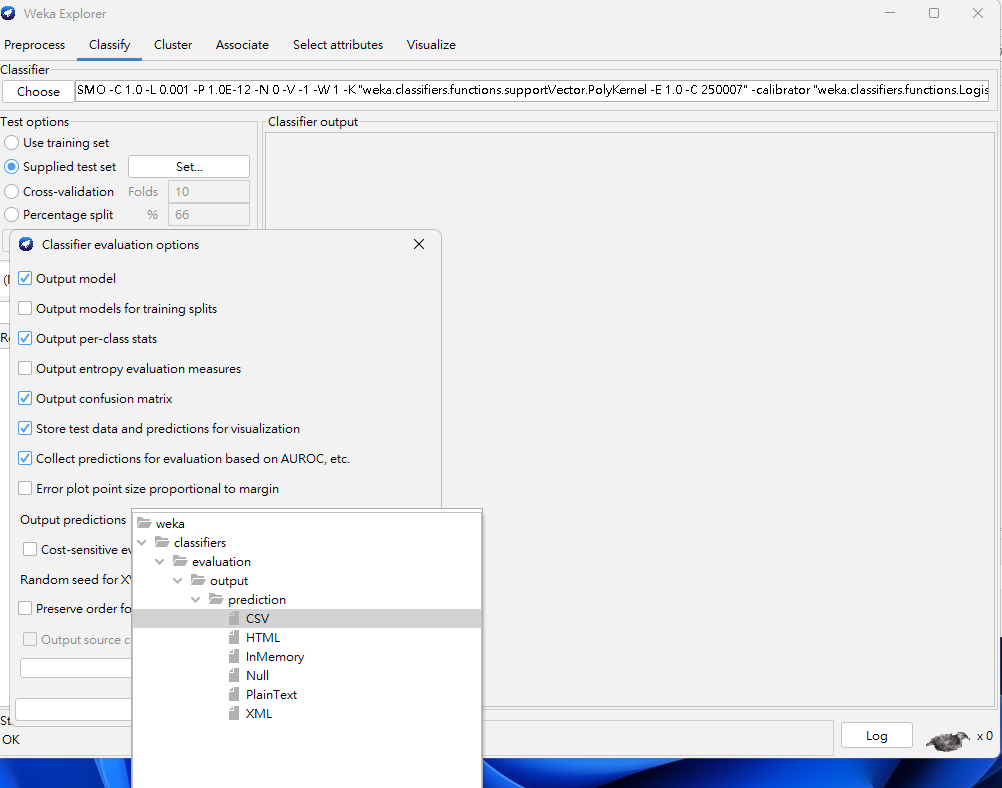 Weka Explorer
Preprocess Classify Cluster Associate Select attributes Visualize
Classifier
Choose SMO -C 1.0 -L 0.001 -P 1.0E-12 -N 0 -V -1 -W 1 -K "weka.classifiers.functions.supportVector.PolyKernel -E 1.0 -C 250007" -calibrator "weka.classifiers.functions.Logis
Test options
Classifier output
Use training set
Supplied test set Set...
Cross-validation Folds 10
Percentage split % 66
Classifier evaluation options
Output model
Output models for training splits
Output per-class stats
Output entropy evaluation measures
Output confusion matrix
Store test data and predictions for visualization
Collect predictions for evaluation based on AUROC, etc.
Error plot point size proportional to margin
Output predictions
Cost-sensitive
Random seed for
Preserve order
Output source
weka
classifiers
evaluation
output
prediction
CSV
HTML
InMemory
Null
PlainText
XML
OK
Log x 0